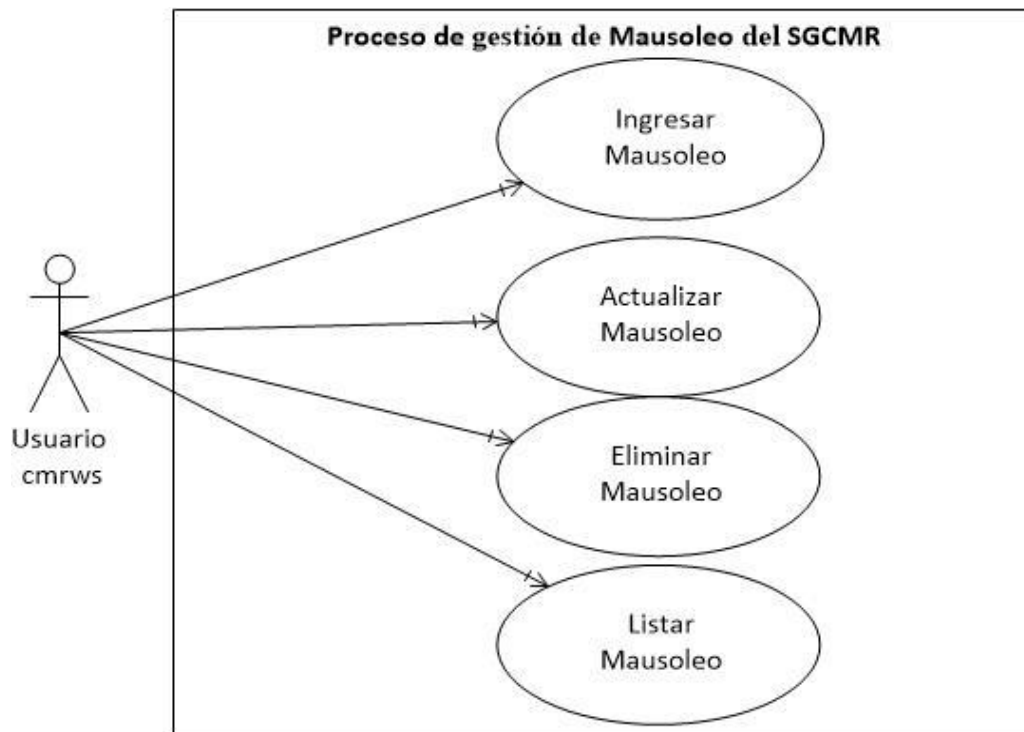 Proceso de gestión de Mausoleo del SGCMR
Ingresar
Mausoleo
Actualizar
Mausoleo
Eliminar
Mausoleo
Listar
Mausoleo
Usuario
cmrws